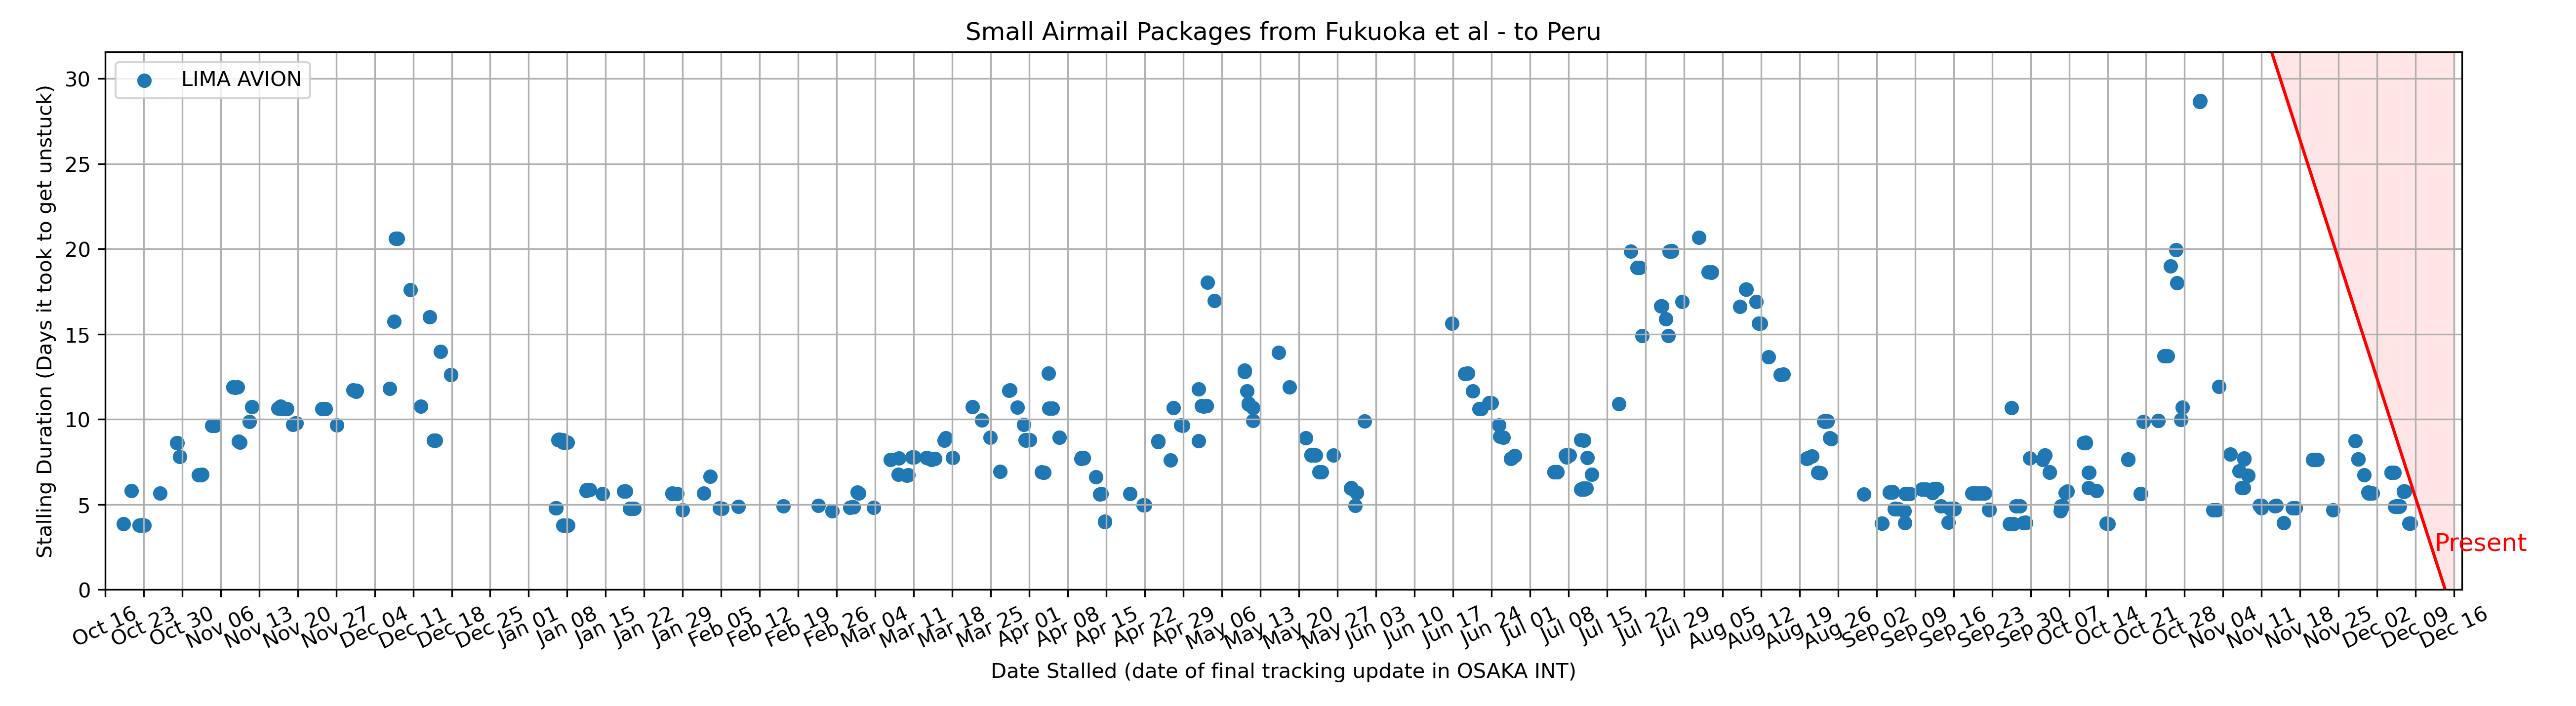 Small Airmail Packages from Fukuoka et al - to Peru
LIMA AVION
Stalling Duration (Days it took to get unstuck)
30
25
20
15
10
5
0
Present
Oct 16
Oct 23
Oct 30
Nov 06
Nov 13
Nov 20
Nov 27
Dec 04
Dec 11
Dec 18
Dec 25
Jan 01
Jan 08
Jan 15
Jan 22
Jan 29
Feb 05
Feb 12
Feb 19
Feb 26
Mar 04
Mar 11
Mar 18
Mar 25
Apr 01
Apr 08
Apr 15
Apr 22
Apr 29
May 06
May 13
May 20
May 27
Jun 03
Jun 10
Jun 17
Jun 24
Jul 01
Jul 08
Jul 15
Jul 22
Jul 29
Aug 05
Aug 12
Aug 19
Aug 26
Sep 02
Sep 09
Sep 16
Sep 23
Sep 30
Oct 07
Oct 14
Oct 21
Oct 28
Nov 04
Nov 11
Nov 18
Nov 25
Dec 02
Dec 09
Dec 16
Date Stalled (date of final tracking update in OSAKA INT)